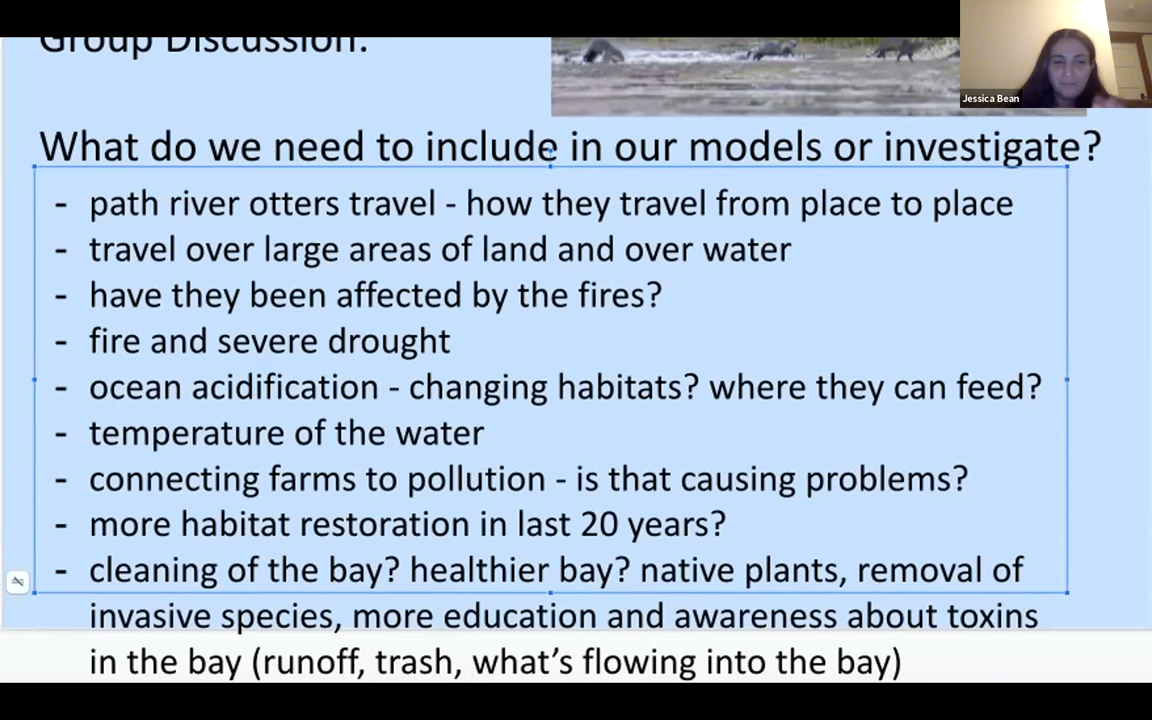 Group Discussion:
Jessica Bean
What do we need to include in our models or investigate?
- path river otters travel - how they travel from place to place
- travel over large areas of land and over water
- have they been affected by the fires?
- fire and severe drought
- ocean acidification - changing habitats? where they can feed?
- temperature of the water
- connecting farms to pollution - is that causing problems?
- more habitat restoration in last 20 years?
- cleaning of the bay? healthier bay? native plants, removal of
invasive species, more education and awareness about toxins
in the bay (runoff, trash, what’s flowing into the bay)